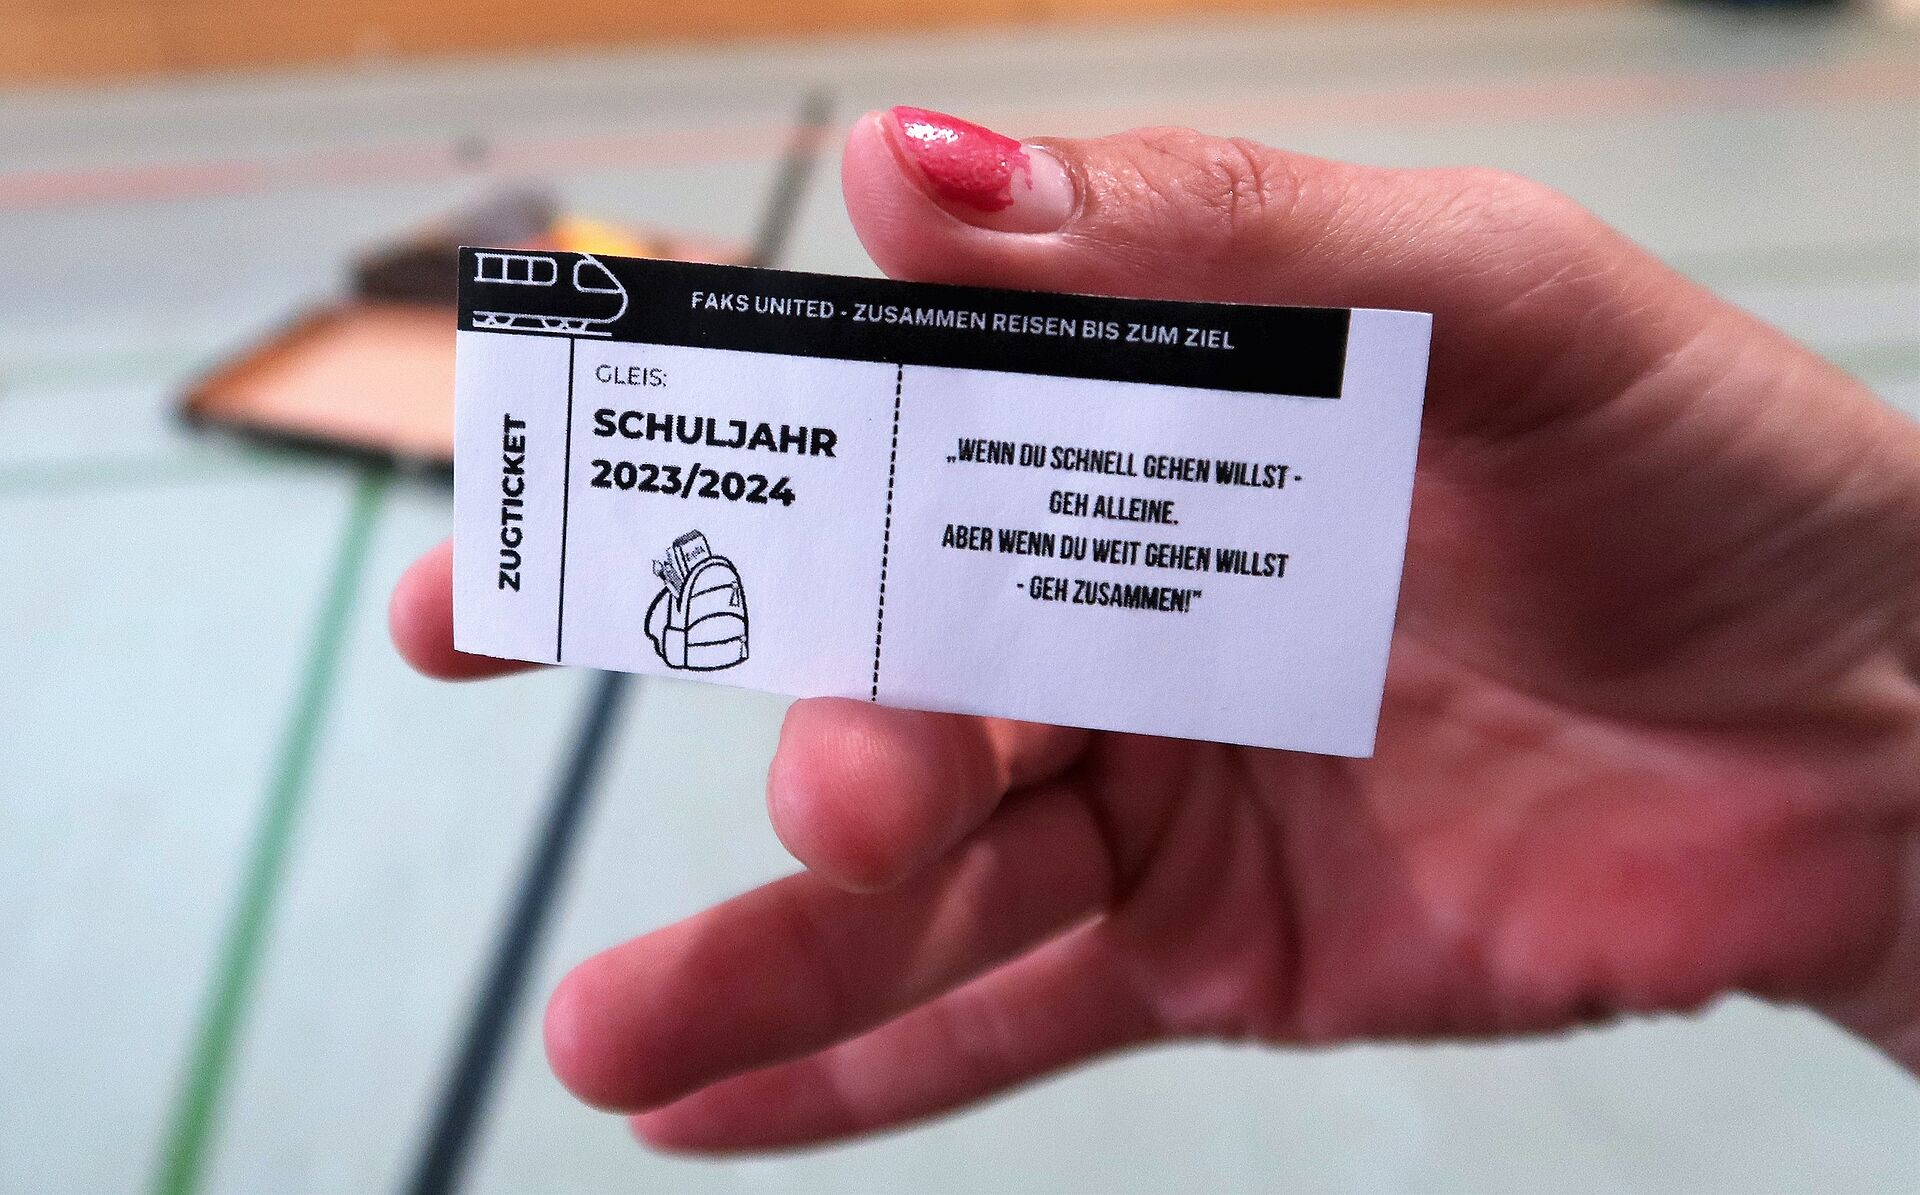 FAKS UNITED - ZUSAMMEN REISEN BIS ZUM ZIEL
ZUGTICKET
GLEIS:
SCHULJAHR
2023/2024
„WENN DU SCHNELL GEHEN WILLST -
GEH ALLEINE.
ABER WENN DU WEIT GEHEN WILLST
- GEH ZUSAMMEN!"